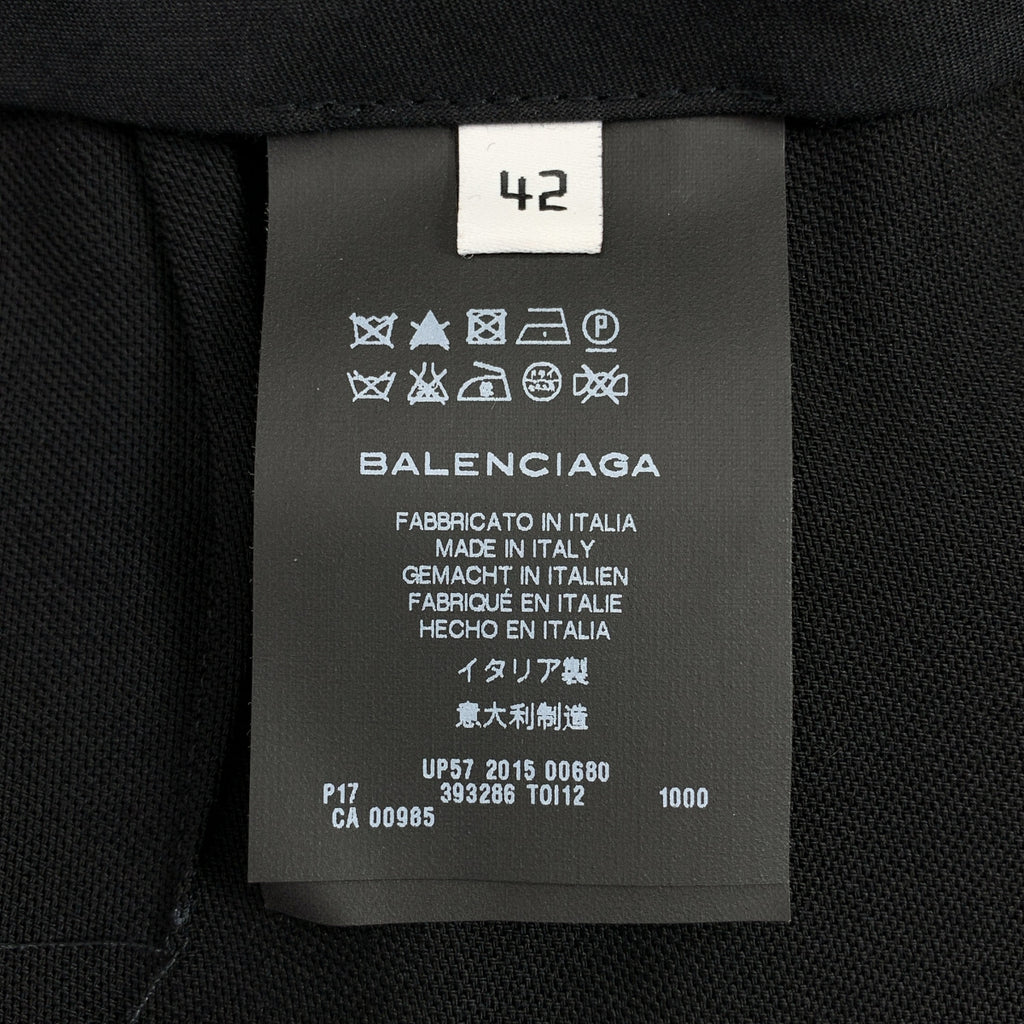 42
P
BALENCIAGA
FABBRICATO IN ITALIA
MADE IN ITALY
GEMACHT IN ITALIEN
FABRIQUÉ EN ITALIE
HECHO EN ITALIA
イタリア製
意大利制造
UP57 2015 00680
P17 393286 TOI12 1000
CA 00985